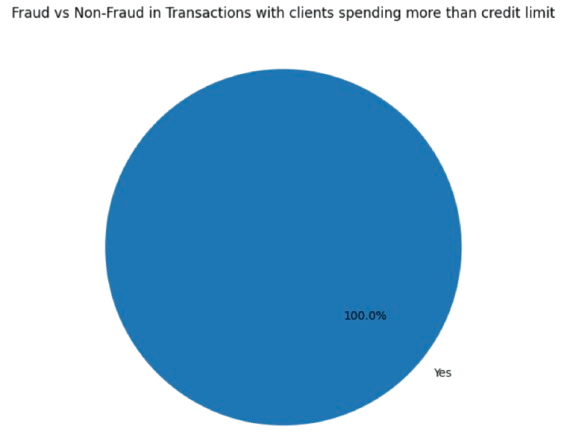 Fraud vs Non-Fraud in Transactions with clients spending more than credit limit
100.0%
Yes